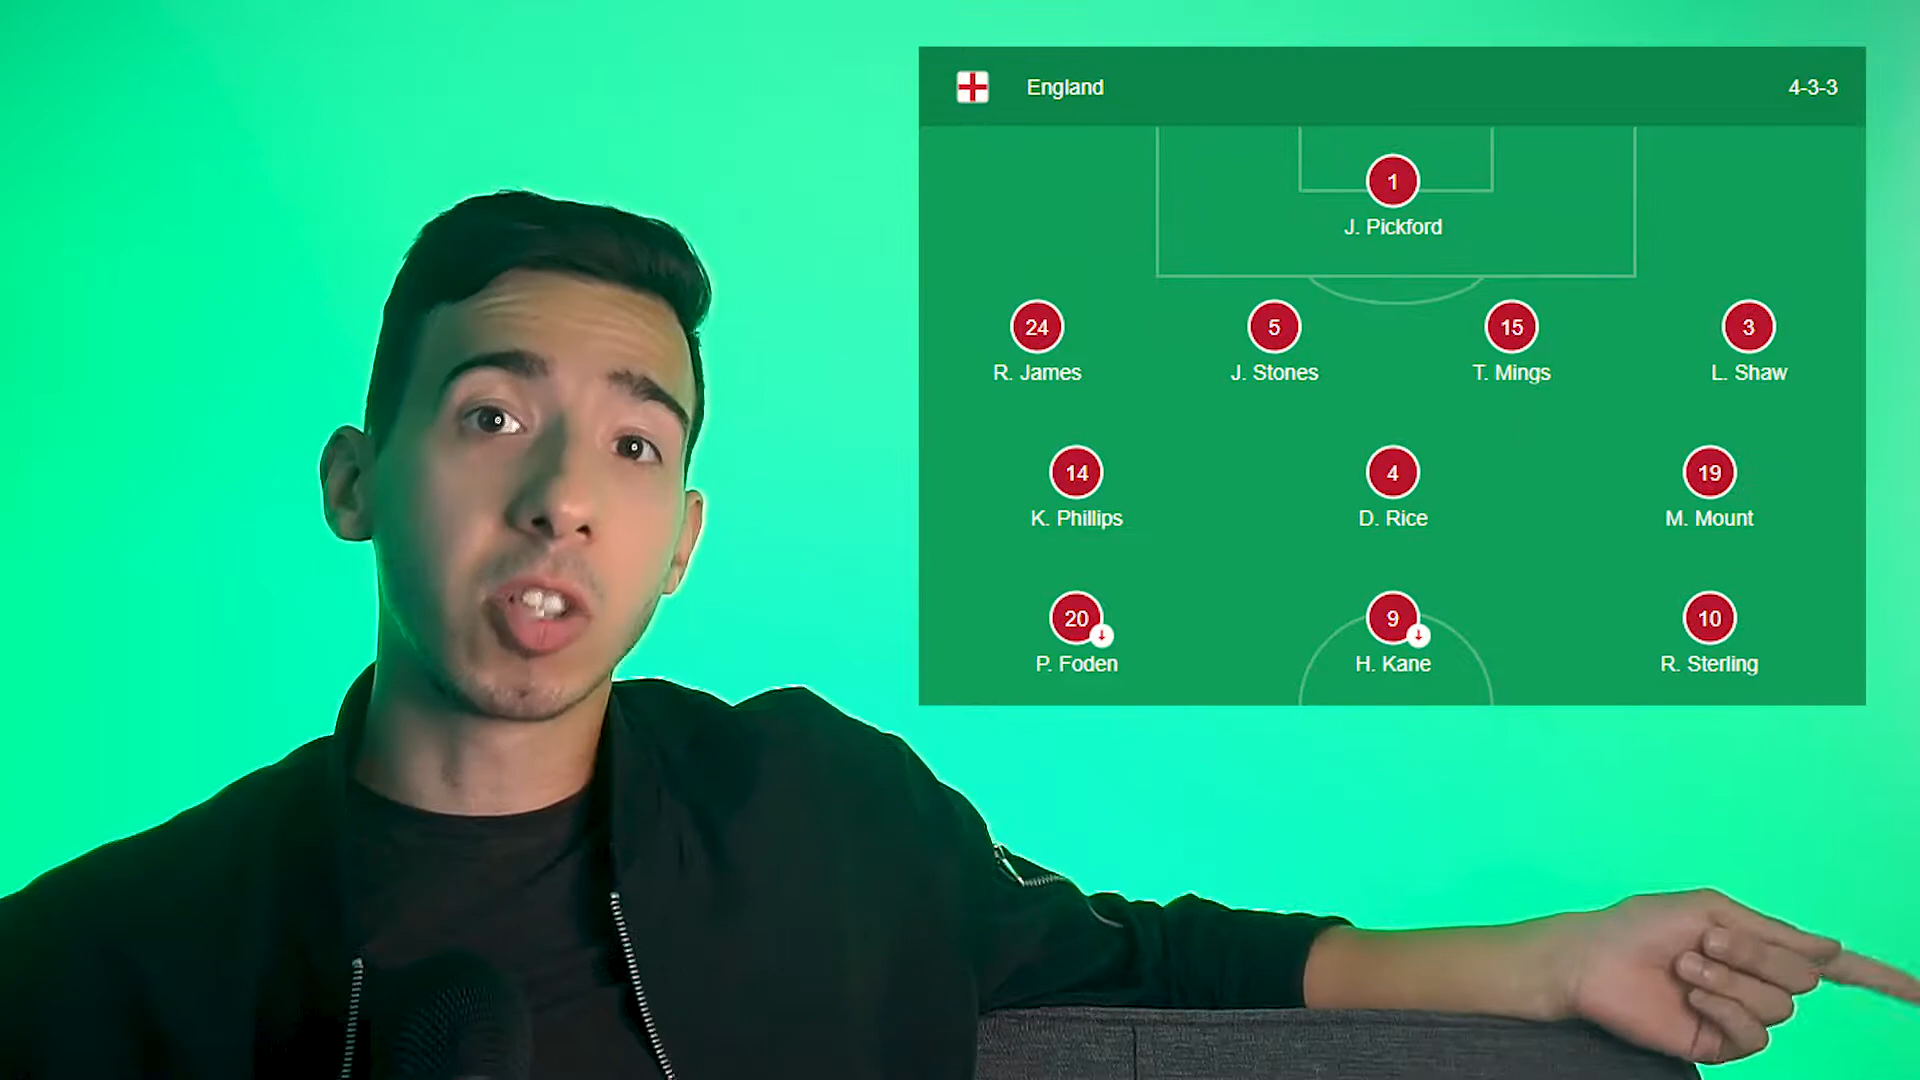 England 4-3-3
1
J. Pickford
24 5 15 3
R. James J. Stones T. Mings L. Shaw
14 4 19
K. Phillips D. Rice M. Mount
20 9 10
P. Foden H. Kane R. Sterling